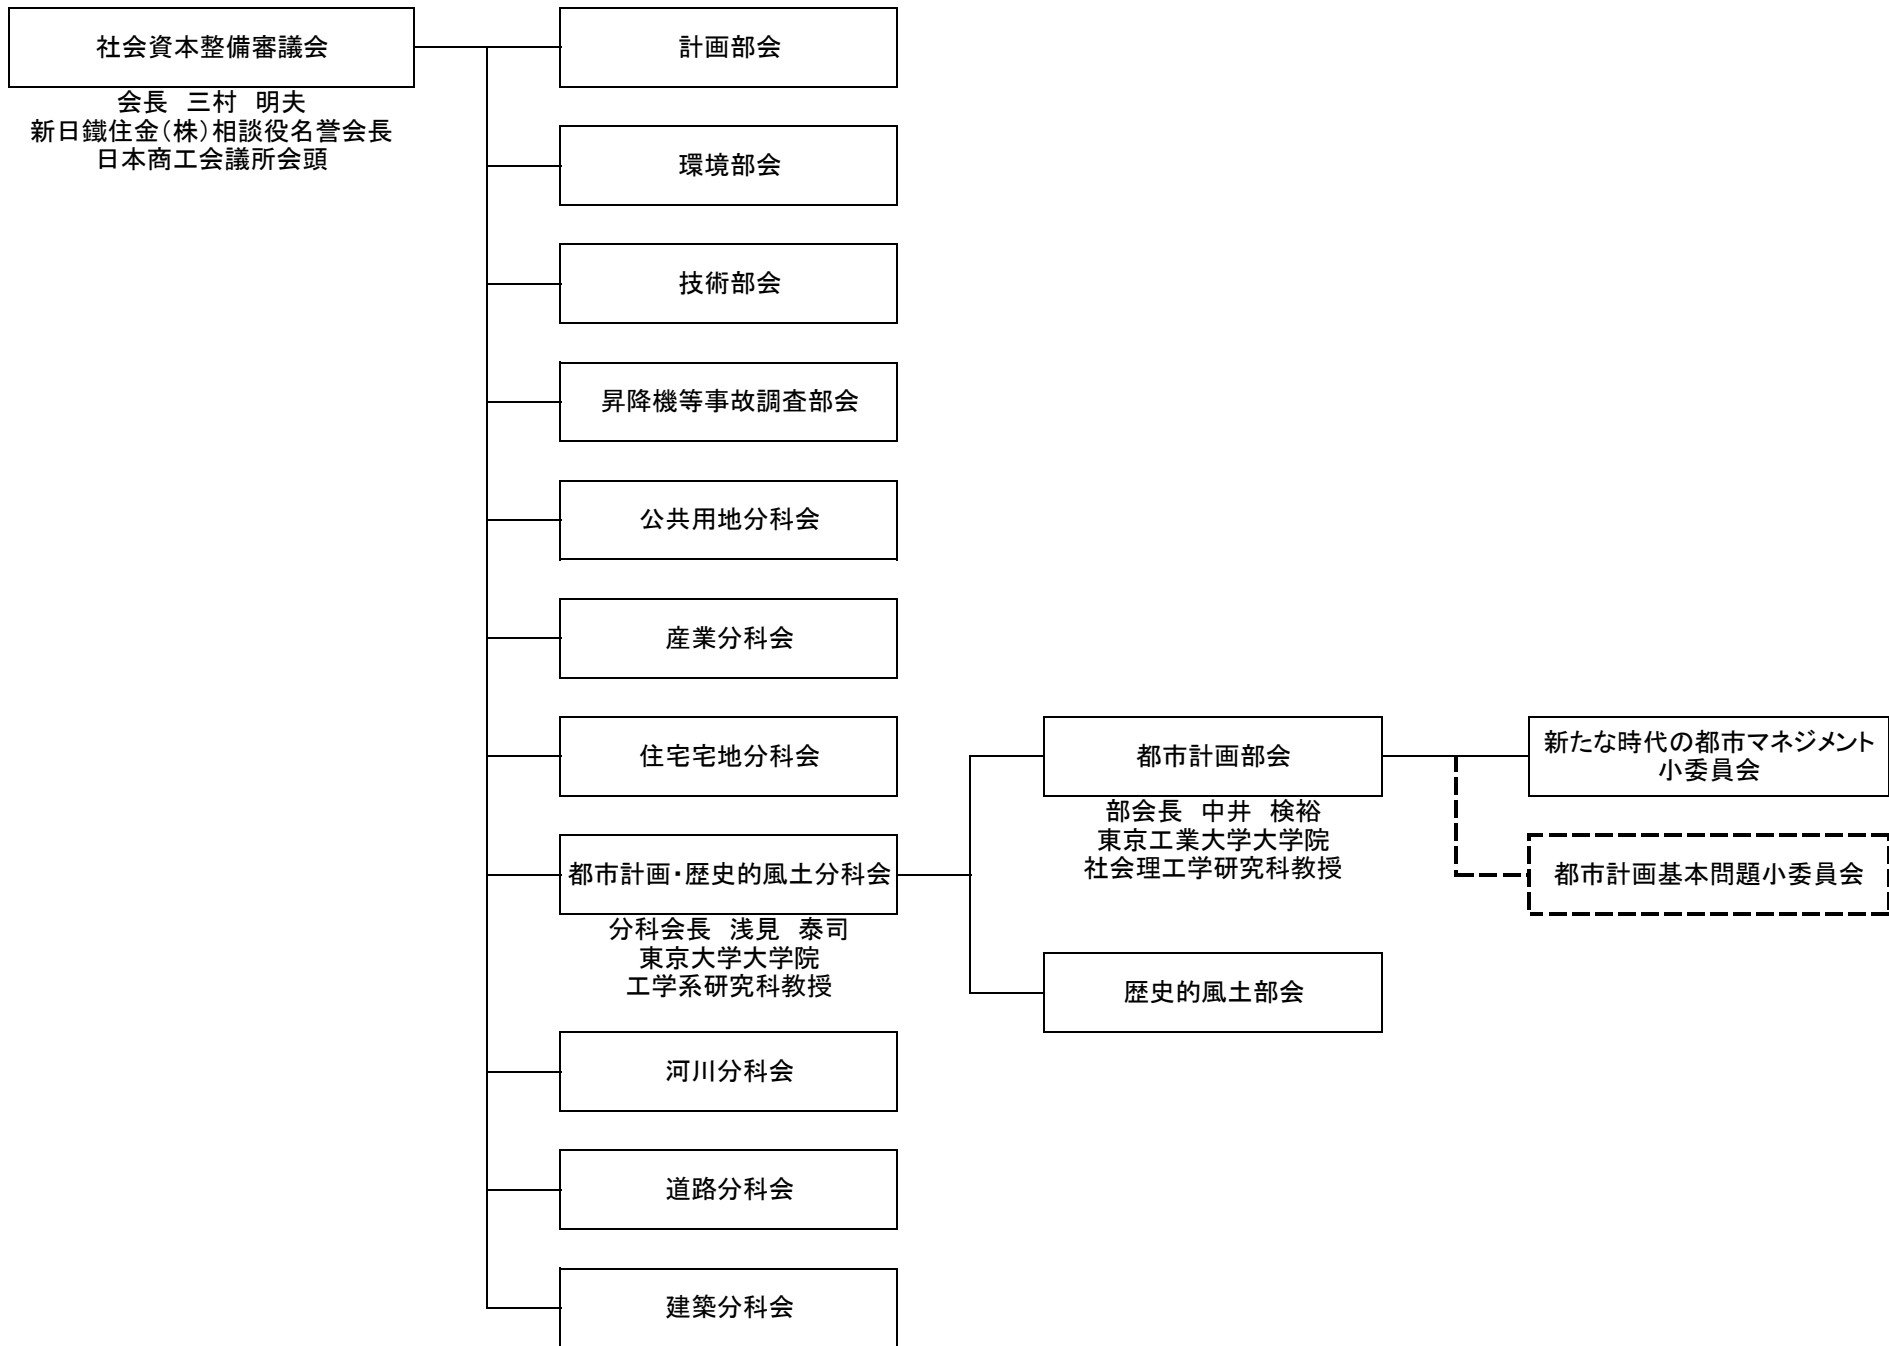 社会資本整備審議会
会長　三村　明夫
新日鐵住金（株）相談役名誉会長
日本商工会議所会頭
計画部会
環境部会
技術部会
昇降機等事故調査部会
公共用地分科会
産業分科会
住宅宅地分科会
都市計画・歴史的風土分科会
分科会長　浅見　泰司
東京大学大学院
工学系研究科教授
河川分科会
道路分科会
建築分科会
都市計画部会
部会長　中井　検裕
東京工業大学大学院
社会理工学研究科教授
歴史的風土部会
新たな時代の都市マネジメント
小委員会
都市計画基本問題小委員会